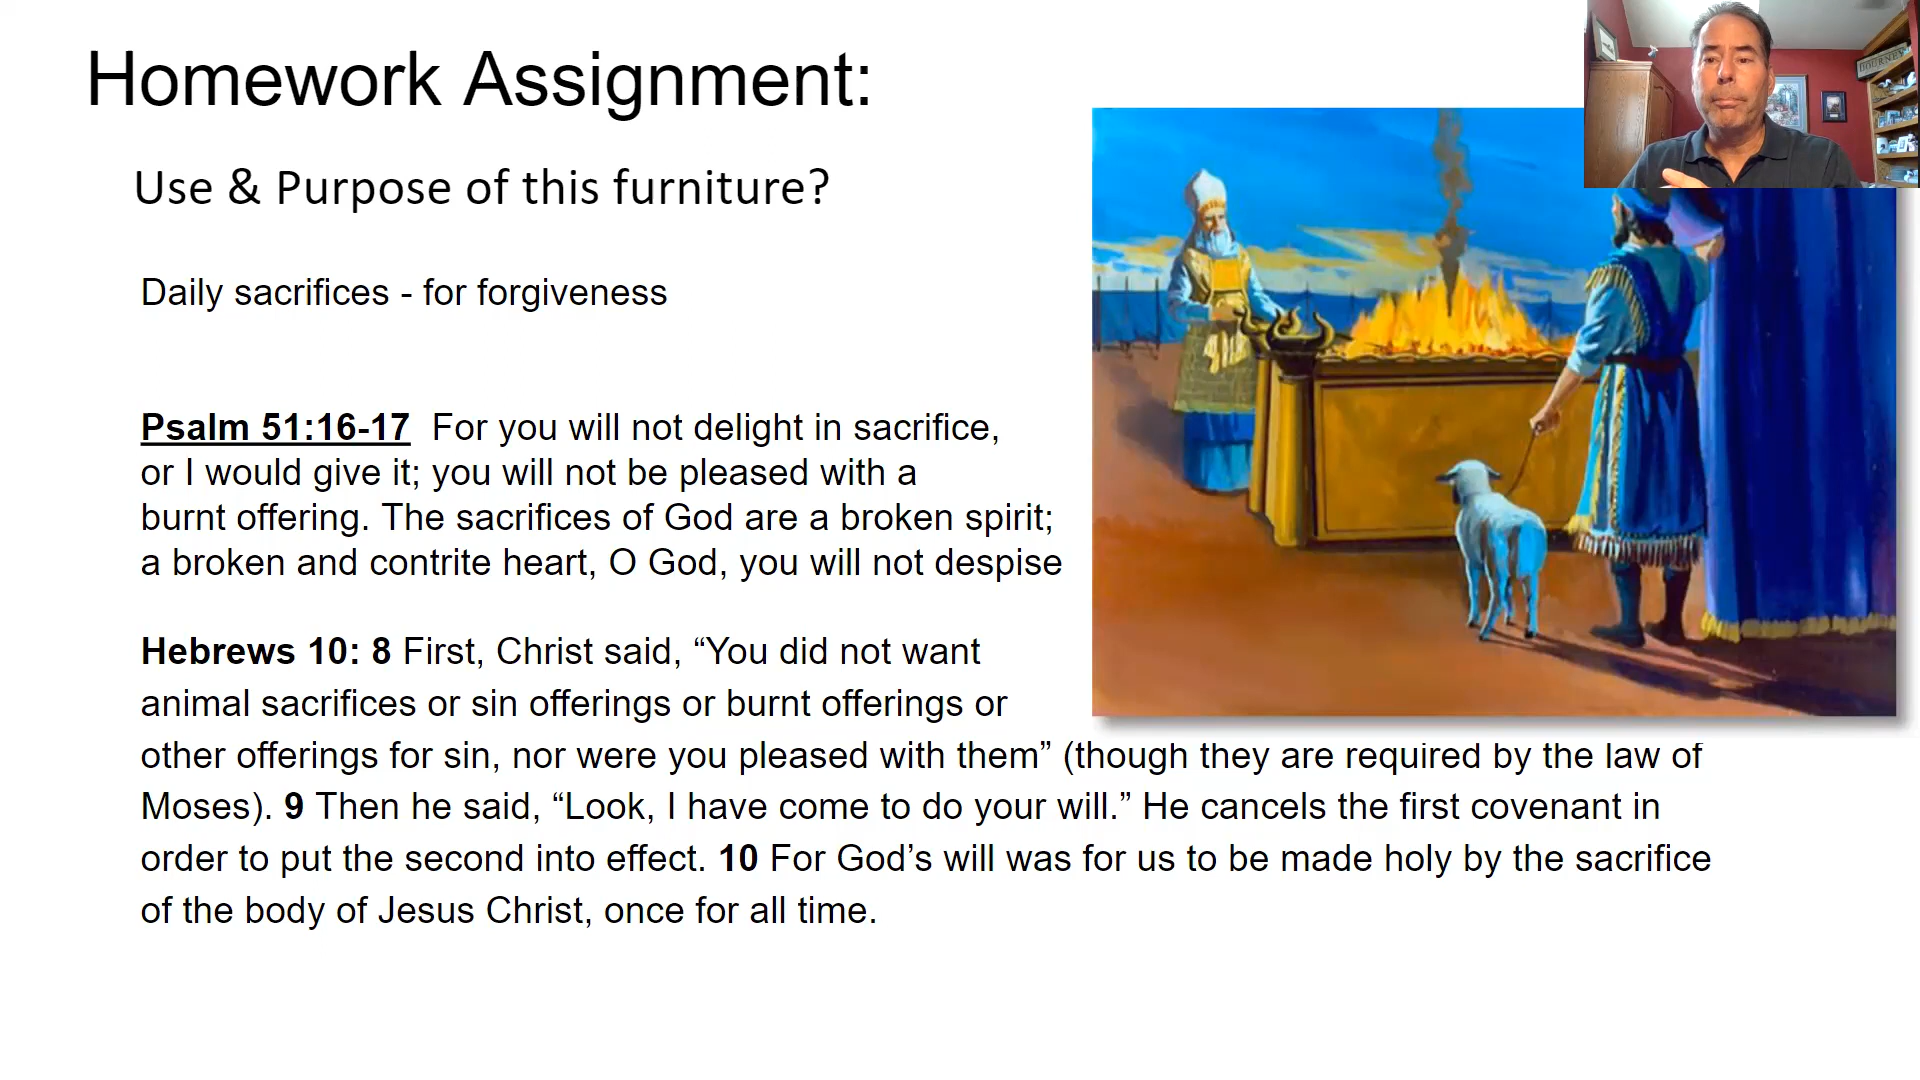 Homework Assignment:
Use & Purpose of this furniture?
Daily sacrifices - for forgiveness
Psalm 51:16-17 For you will not delight in sacrifice,
or I would give it; you will not be pleased with a
burnt offering. The sacrifices of God are a broken spirit;
a broken and contrite heart, O God, you will not despise
Hebrews 10: 8 First, Christ said, “You did not want
animal sacrifices or sin offerings or burnt offerings or
other offerings for sin, nor were you pleased with them” (though they are required by the law of
Moses). 9 Then he said, “Look, I have come to do your will.” He cancels the first covenant in
order to put the second into effect. 10 For God’s will was for us to be made holy by the sacrifice
of the body of Jesus Christ, once for all time.
JOURNEY